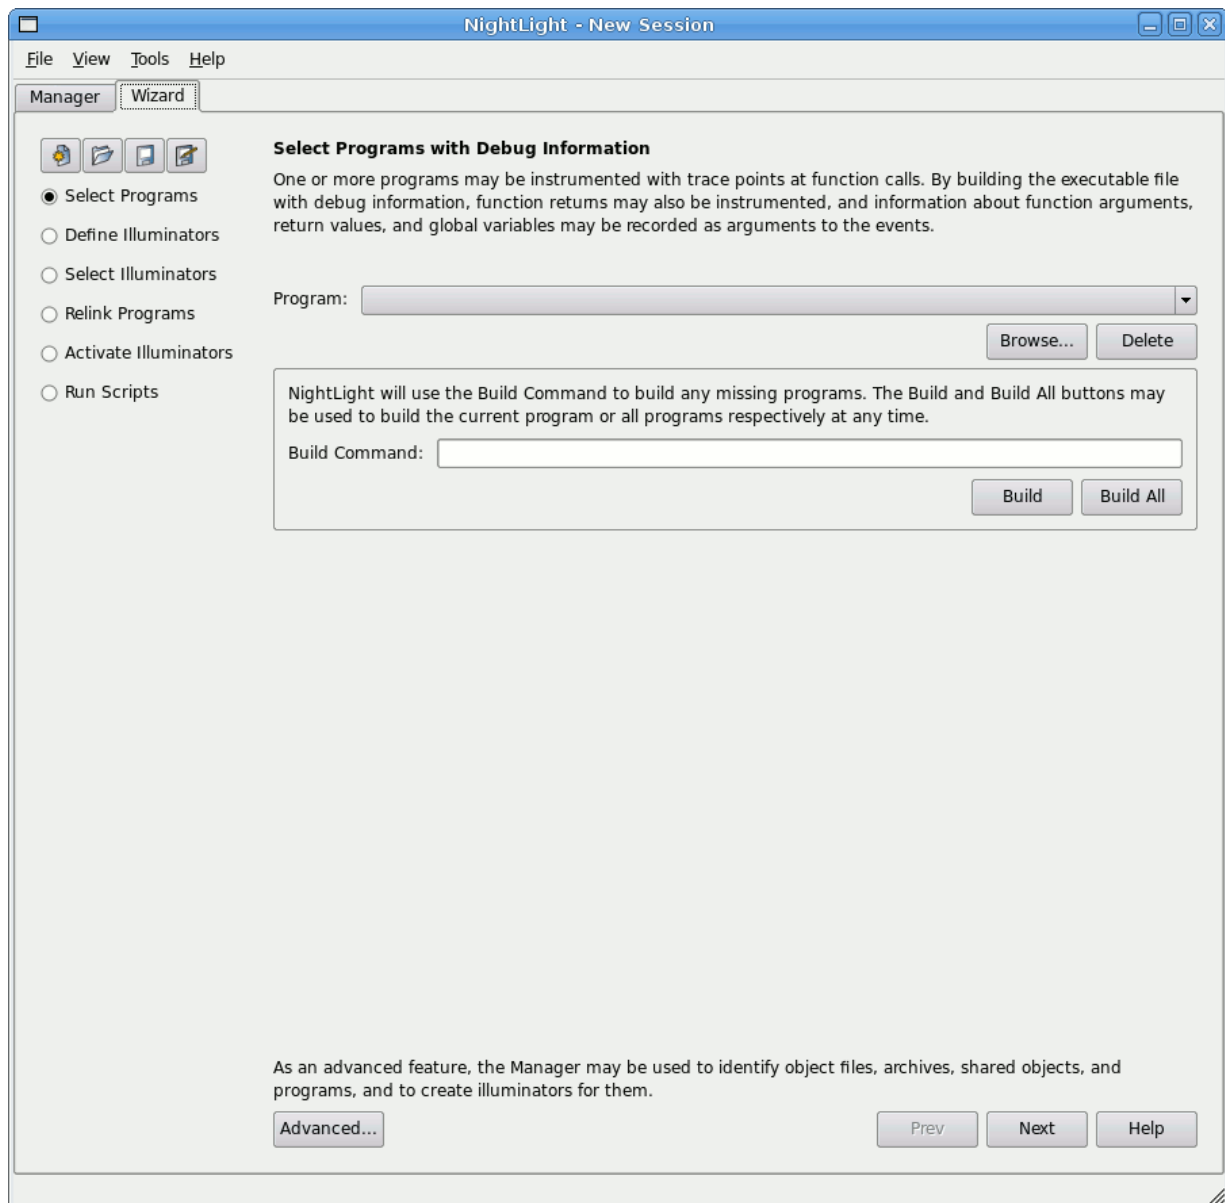 NightLight - New Session
File View Tools Help
Manager Wizard
Select Programs
Define Illuminators
Select Illuminators
Relink Programs
Activate Illuminators
Run Scripts
Select Programs with Debug Information
One or more programs may be instrumented with trace points at function calls. By building the executable file
with debug information, function returns may also be instrumented, and information about function arguments,
return values, and global variables may be recorded as arguments to the events.
Program:
Browse... Delete
NightLight will use the Build Command to build any missing programs. The Build and Build All buttons may
be used to build the current program or all programs respectively at any time.
Build Command:
Build Build All
As an advanced feature, the Manager may be used to identify object files, archives, shared objects, and
programs, and to create illuminators for them.
Advanced... Prev Next Help